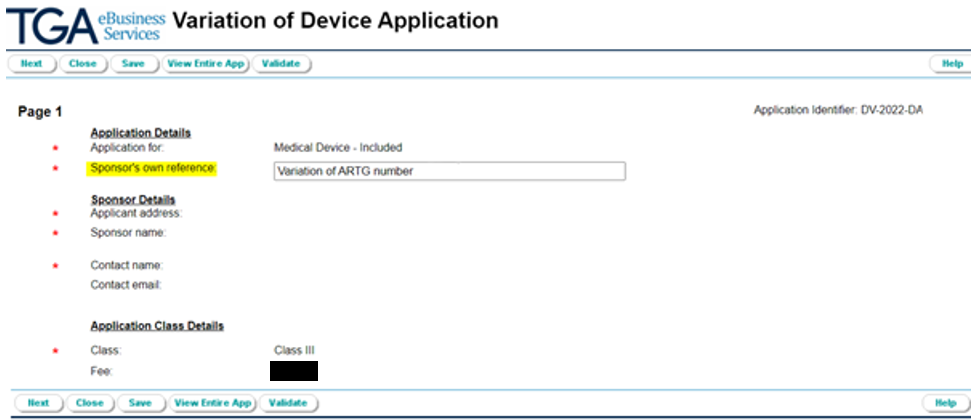 TGA eBusiness Services Variation of Device Application
Next Close Save View Entire App Validate Help
Page 1 Application Identifier: DV-2022-DA
Application Details
* Application for: Medical Device - Included
* Sponsor's own reference: Variation of ARTG number
Sponsor Details
* Applicant address:
* Sponsor name:
* Contact name:
Contact email:
Application Class Details
* Class: Class III
Fee:
Next Close Save View Entire App Validate Help